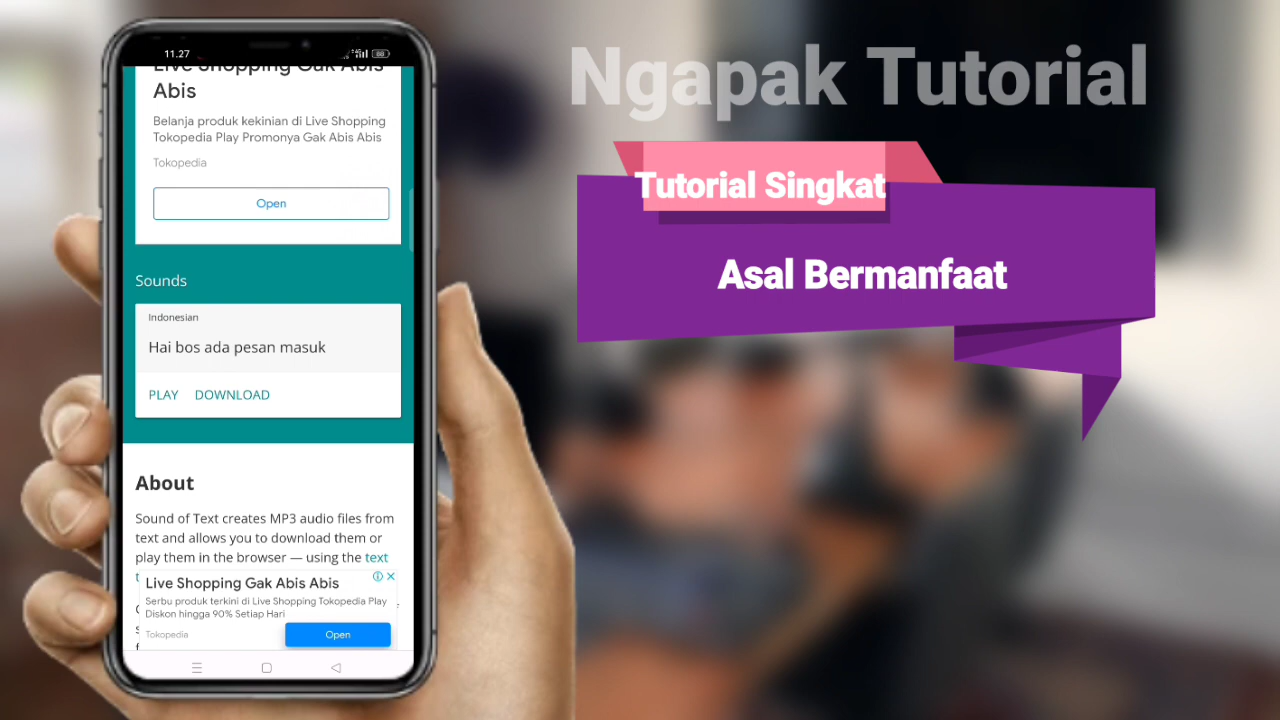 11.27
88
Live Shopping Gak Abis
Abis
Belanja produk kekinian di Live Shopping
Tokopedia Play Promonya Gak Abis Abis
Tokopedia
Open
Sounds
Indonesian
Hai bos ada pesan masuk
PLAY DOWNLOAD
About
Sound of Text creates MP3 audio files from
text and allows you to download them or
play them in the browser — using the text
Live Shopping Gak Abis Abis
Serbu produk terkini di Live Shopping Tokopedia Play
Diskon hingga 90% Setiap Hari
Tokopedia
Open
Ngapak Tutorial
Tutorial Singkat
Asal Bermanfaat